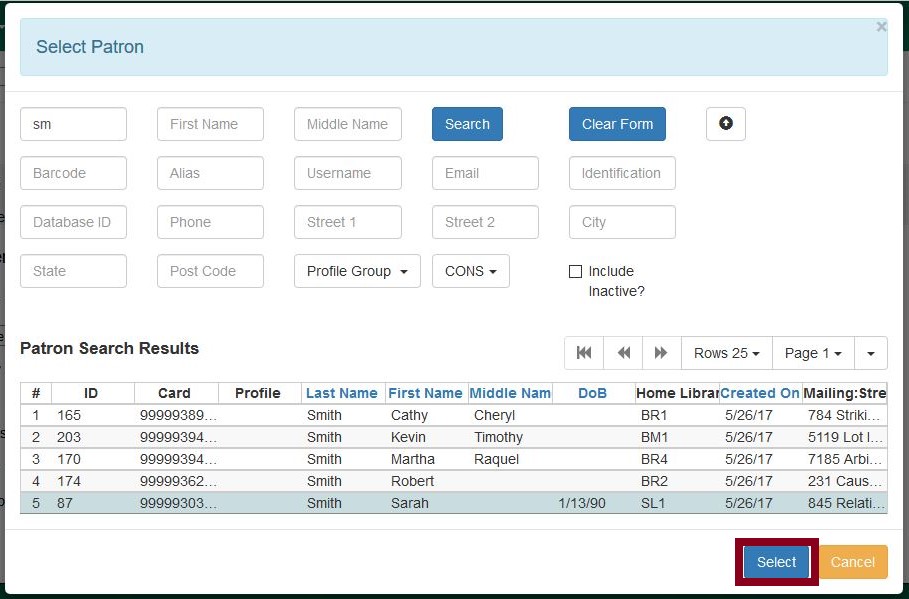 Select Patron
×
sm First Name Middle Name Search Clear Form
Barcode Alias Username Email Identification
Database ID Phone Street 1 Street 2 City
State Post Code Profile Group CONS Include
Inactive?
Patron Search Results Rows 25 Page 1
# ID Card Profile Last Name First Name Middle Nam DoB Home Librar Created On Mailing:Stre
1 165 99999389... Smith Cathy Cheryl BR1 5/26/17 784 Striki...
2 203 99999394... Smith Kevin Timothy BM1 5/26/17 5119 Lot I...
3 170 99999394... Smith Martha Raquel BR4 5/26/17 7185 Arbi...
4 174 99999362... Smith Robert BR2 5/26/17 231 Caus...
5 87 99999303... Smith Sarah 1/13/90 SL1 5/26/17 845 Relati...
Select Cancel